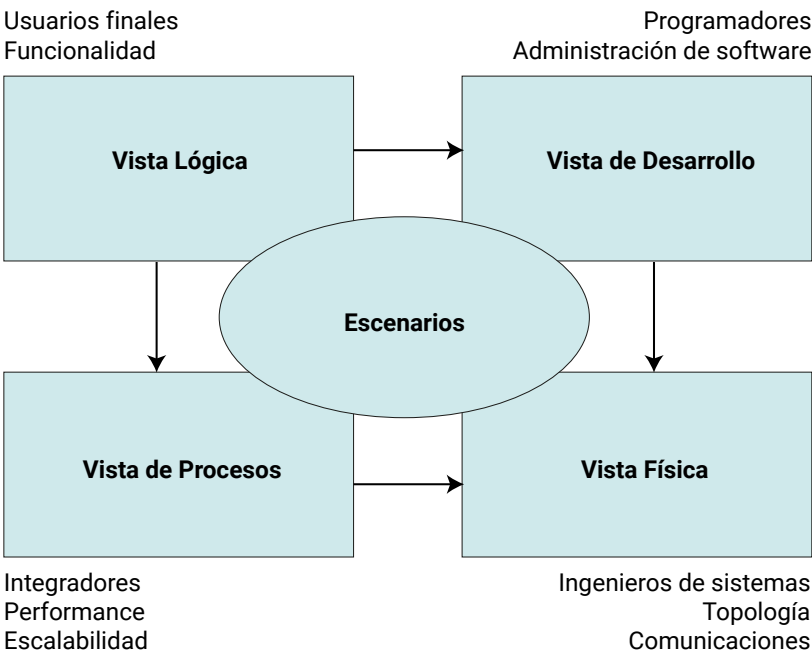 Usuarios finales
Funcionalidad
Programadores
Administración de software
Vista Lógica
Vista de Desarrollo
Escenarios
Vista de Procesos
Vista Física
Integradores
Performance
Escalabilidad
Ingenieros de sistemas
Topología
Comunicaciones